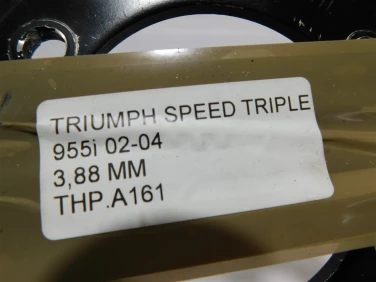 TRIUMPH SPEED TRIPLE
955i 02-04
3,88 MM
THP.A161